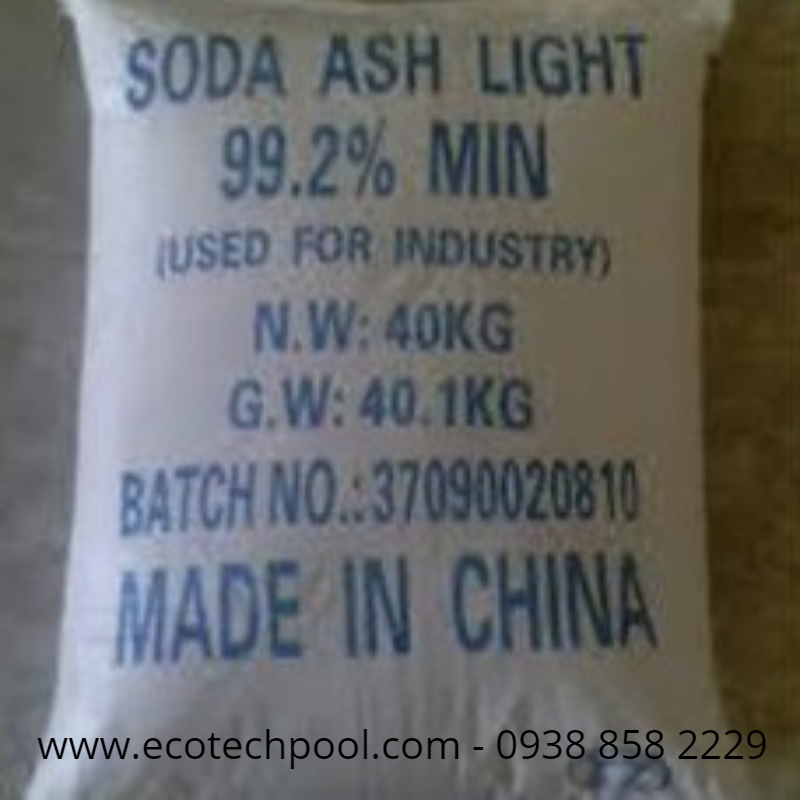 SODA ASH LIGHT
99.2% MIN
(USED FOR INDUSTRY)
N.W: 40KG
G.W: 40.1KG
BATCH NO.:37090020810
MADE IN CHINA
www.ecotechpool.com - 0938 858 2229